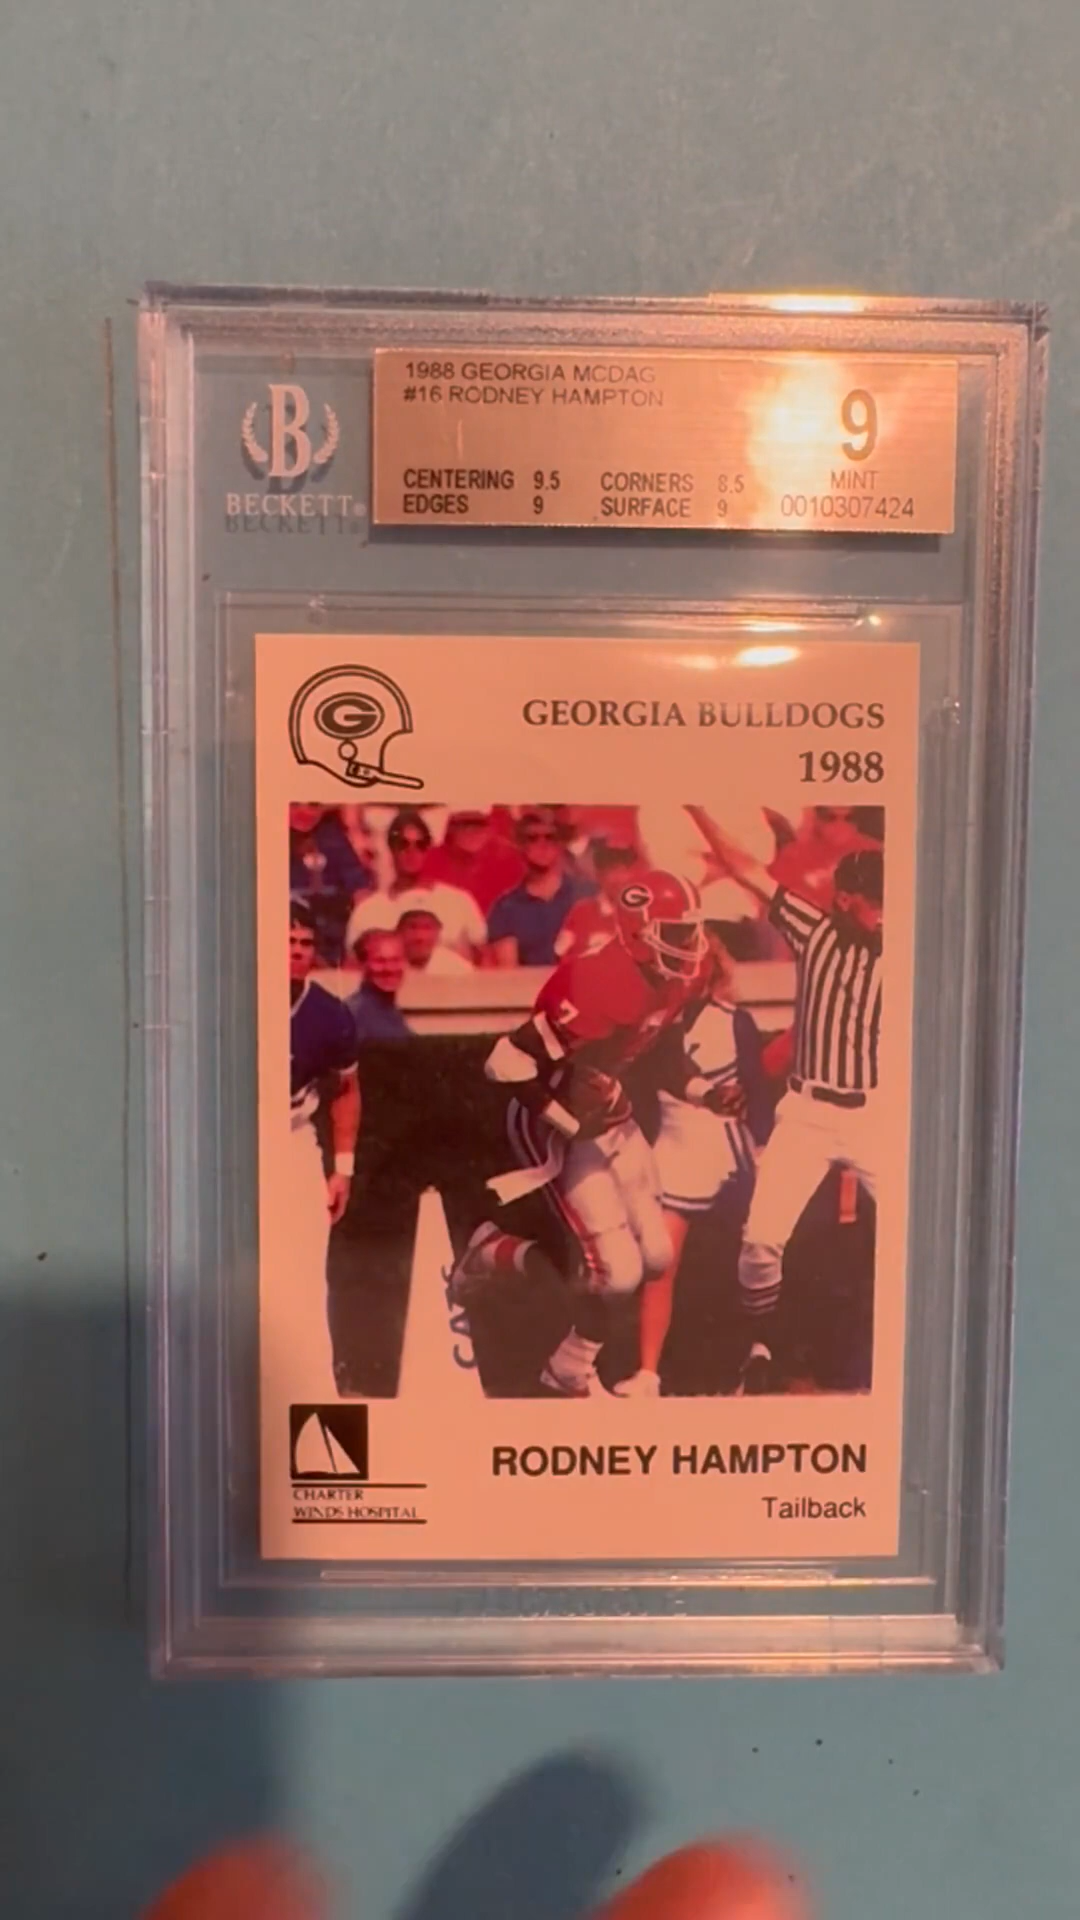 1988 GEORGIA MCDAG
#16 RODNEY HAMPTON
9
CENTERING 9.5 CORNERS 8.5 MINT
EDGES 9 SURFACE 9 0010307424
B
BECKETT®
G
GEORGIA BULLDOGS
1988
G
7
CHARTER
WINDS HOSPITAL
RODNEY HAMPTON
Tailback